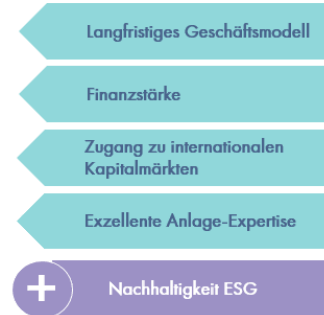 Langfristiges Geschäftsmodell
Finanzstärke
Zugang zu internationalen
Kapitalmärkten
Exzellente Anlage-Expertise
+ Nachhaltigkeit ESG